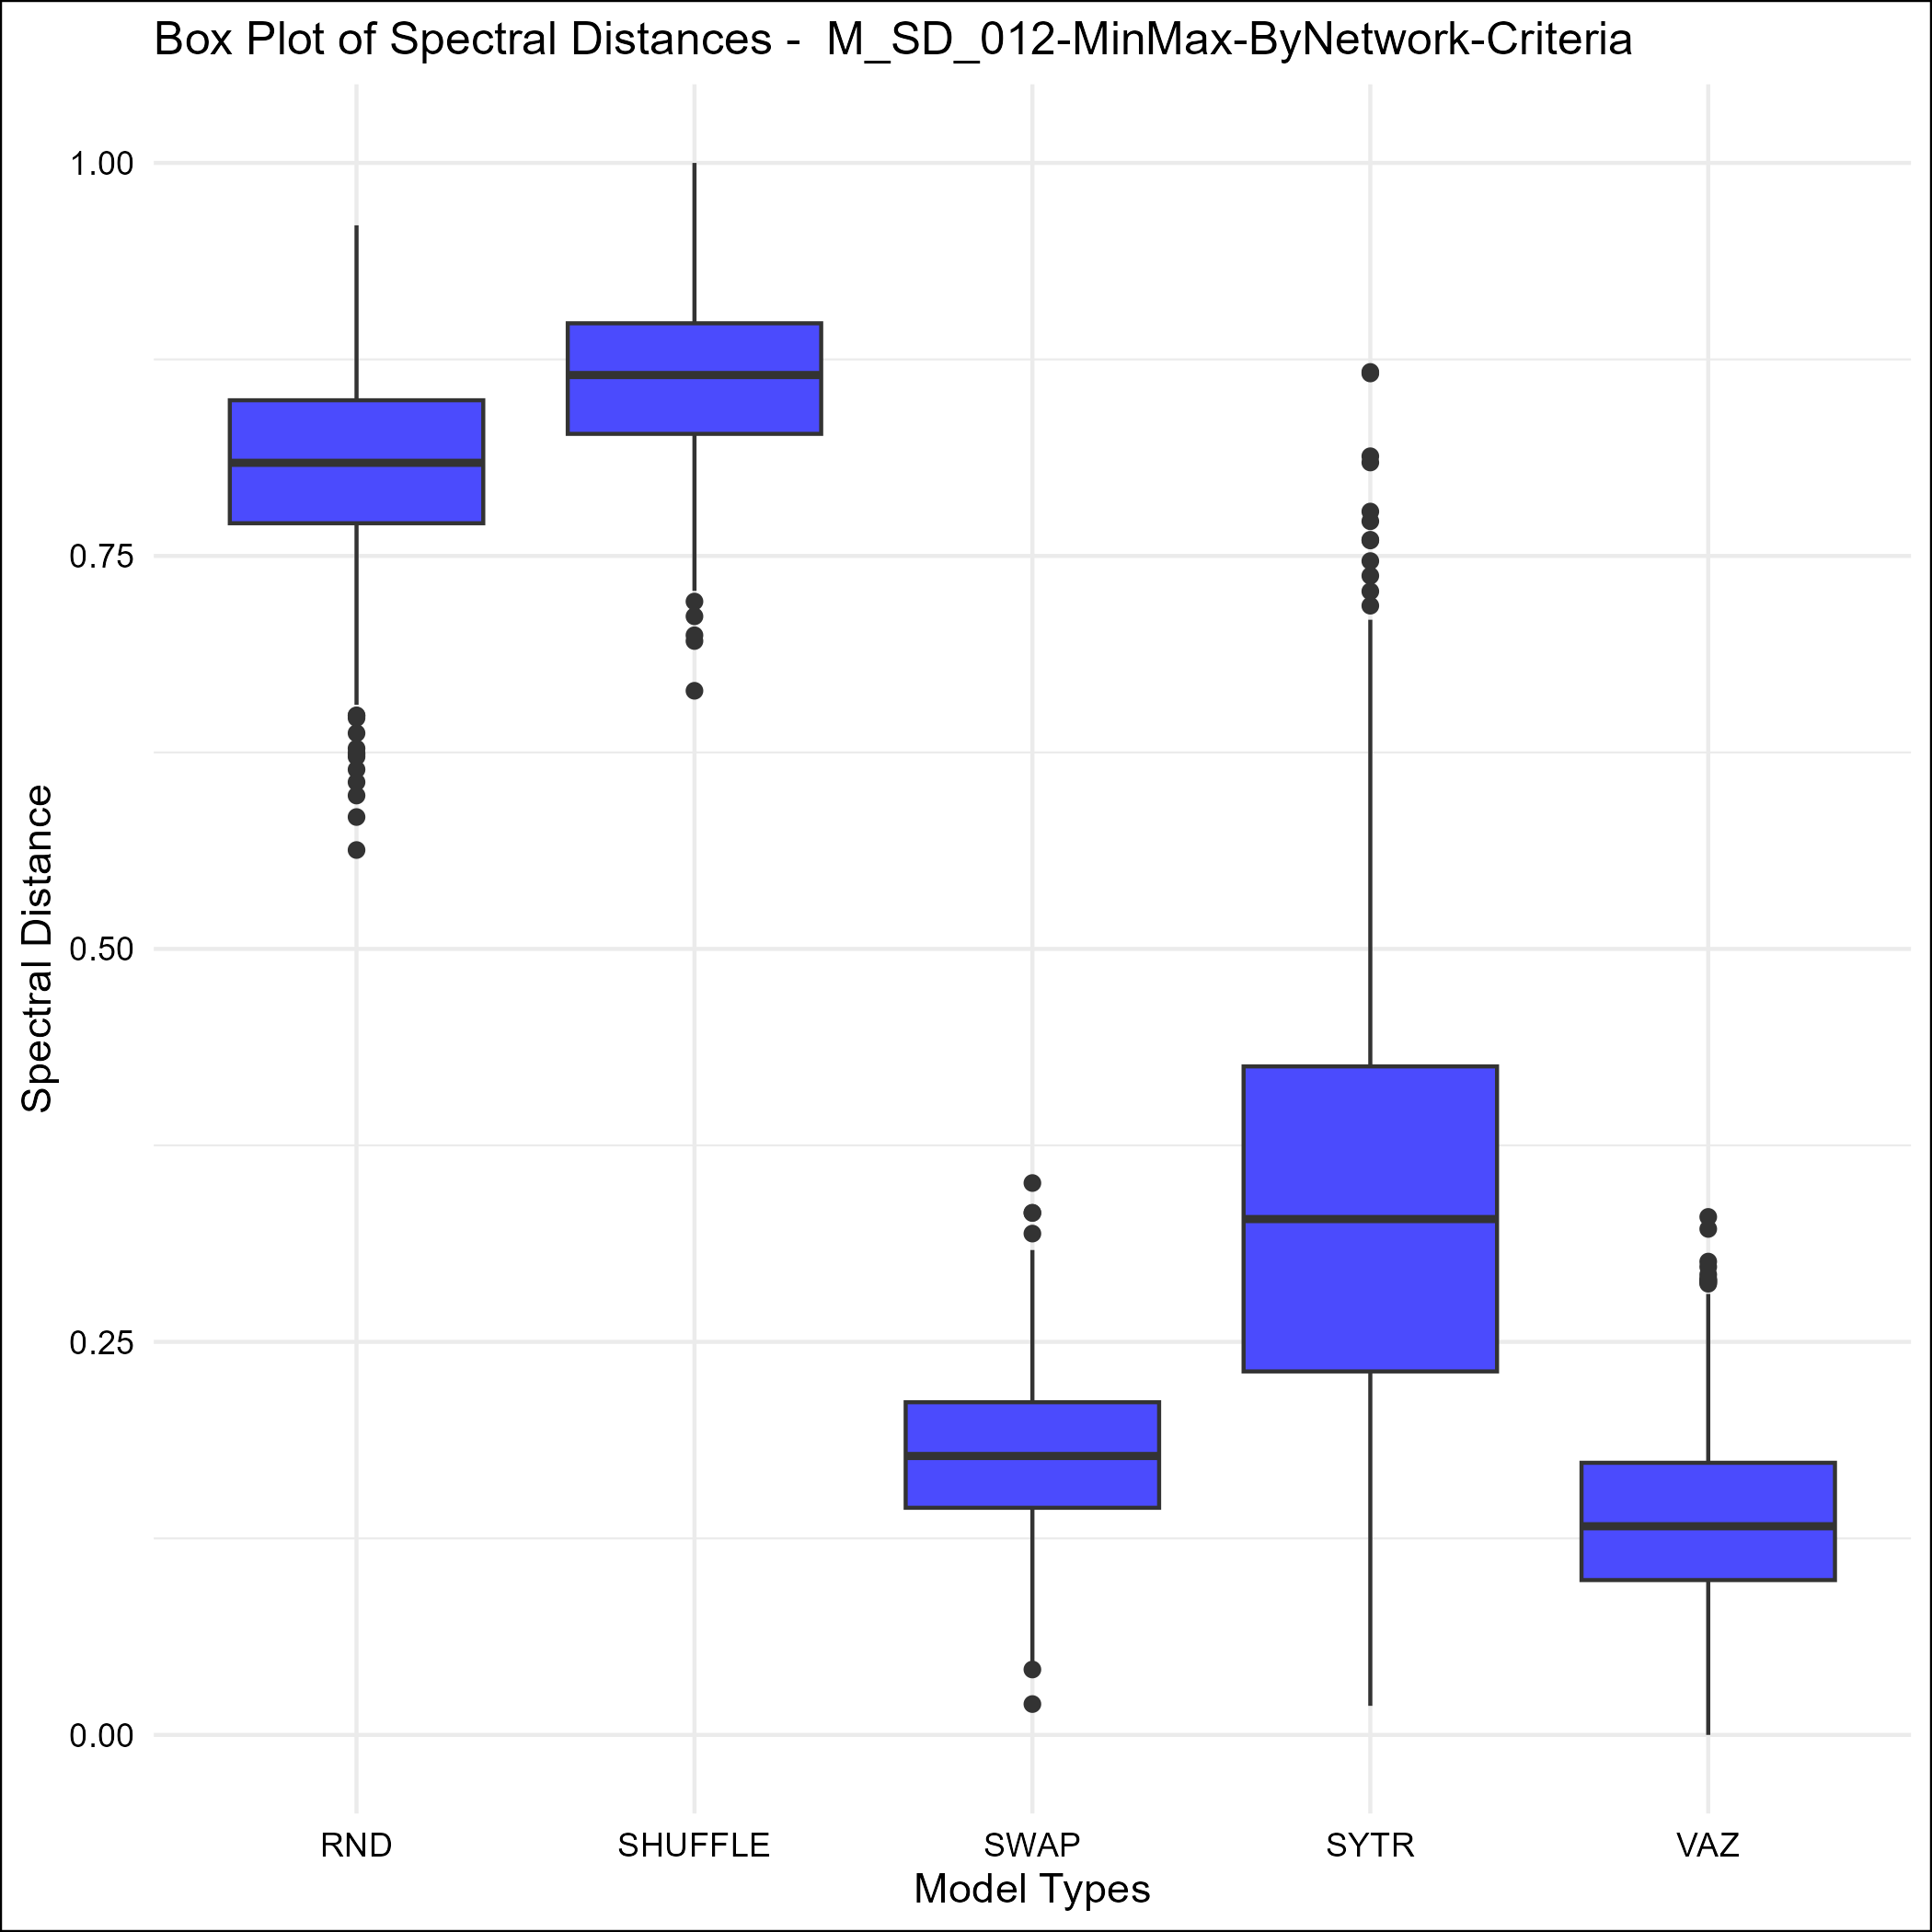 Box Plot of Spectral Distances -  M_SD_012-MinMax-ByNetwork-Criteria
1.00
0.75
0.50
0.25
0.00
Spectral Distance
RND SHUFFLE SWAP SYTR VAZ
Model Types